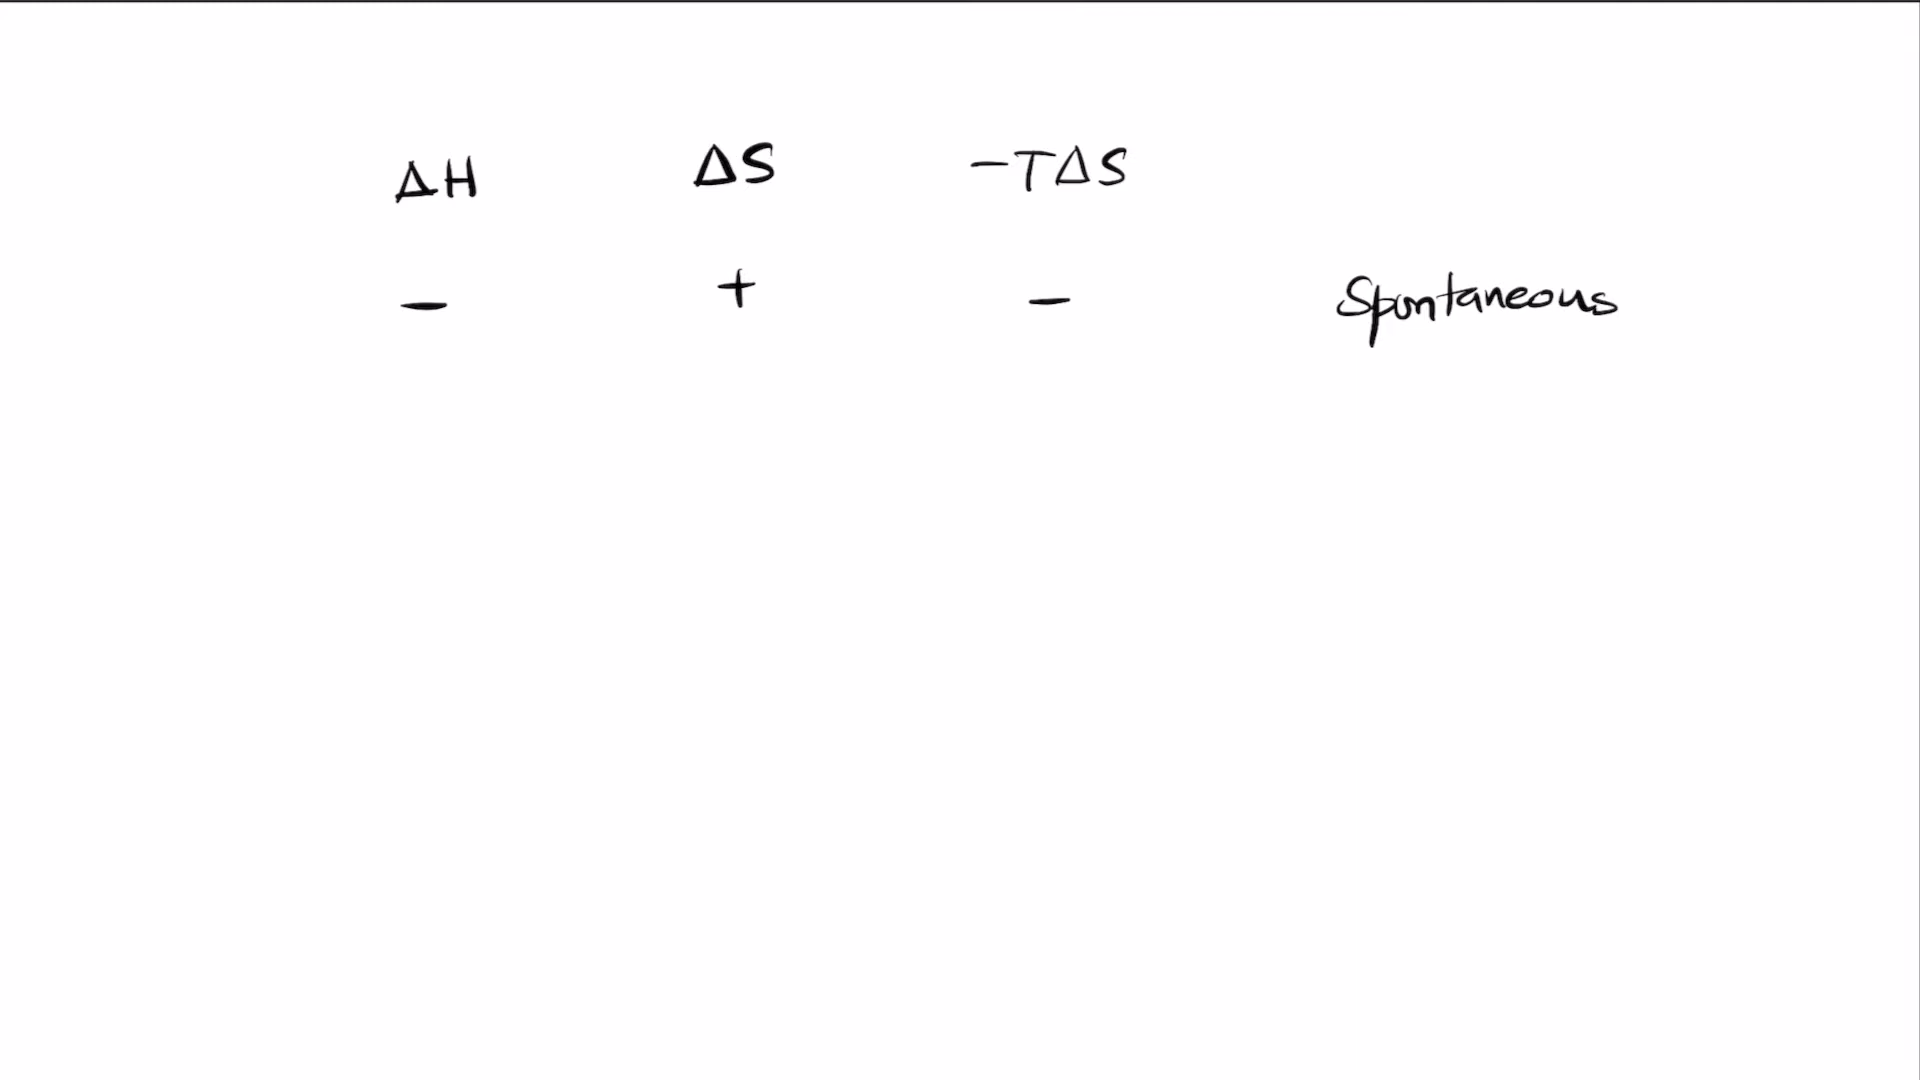 ΔH ΔS -TΔS
- + - Spontaneous